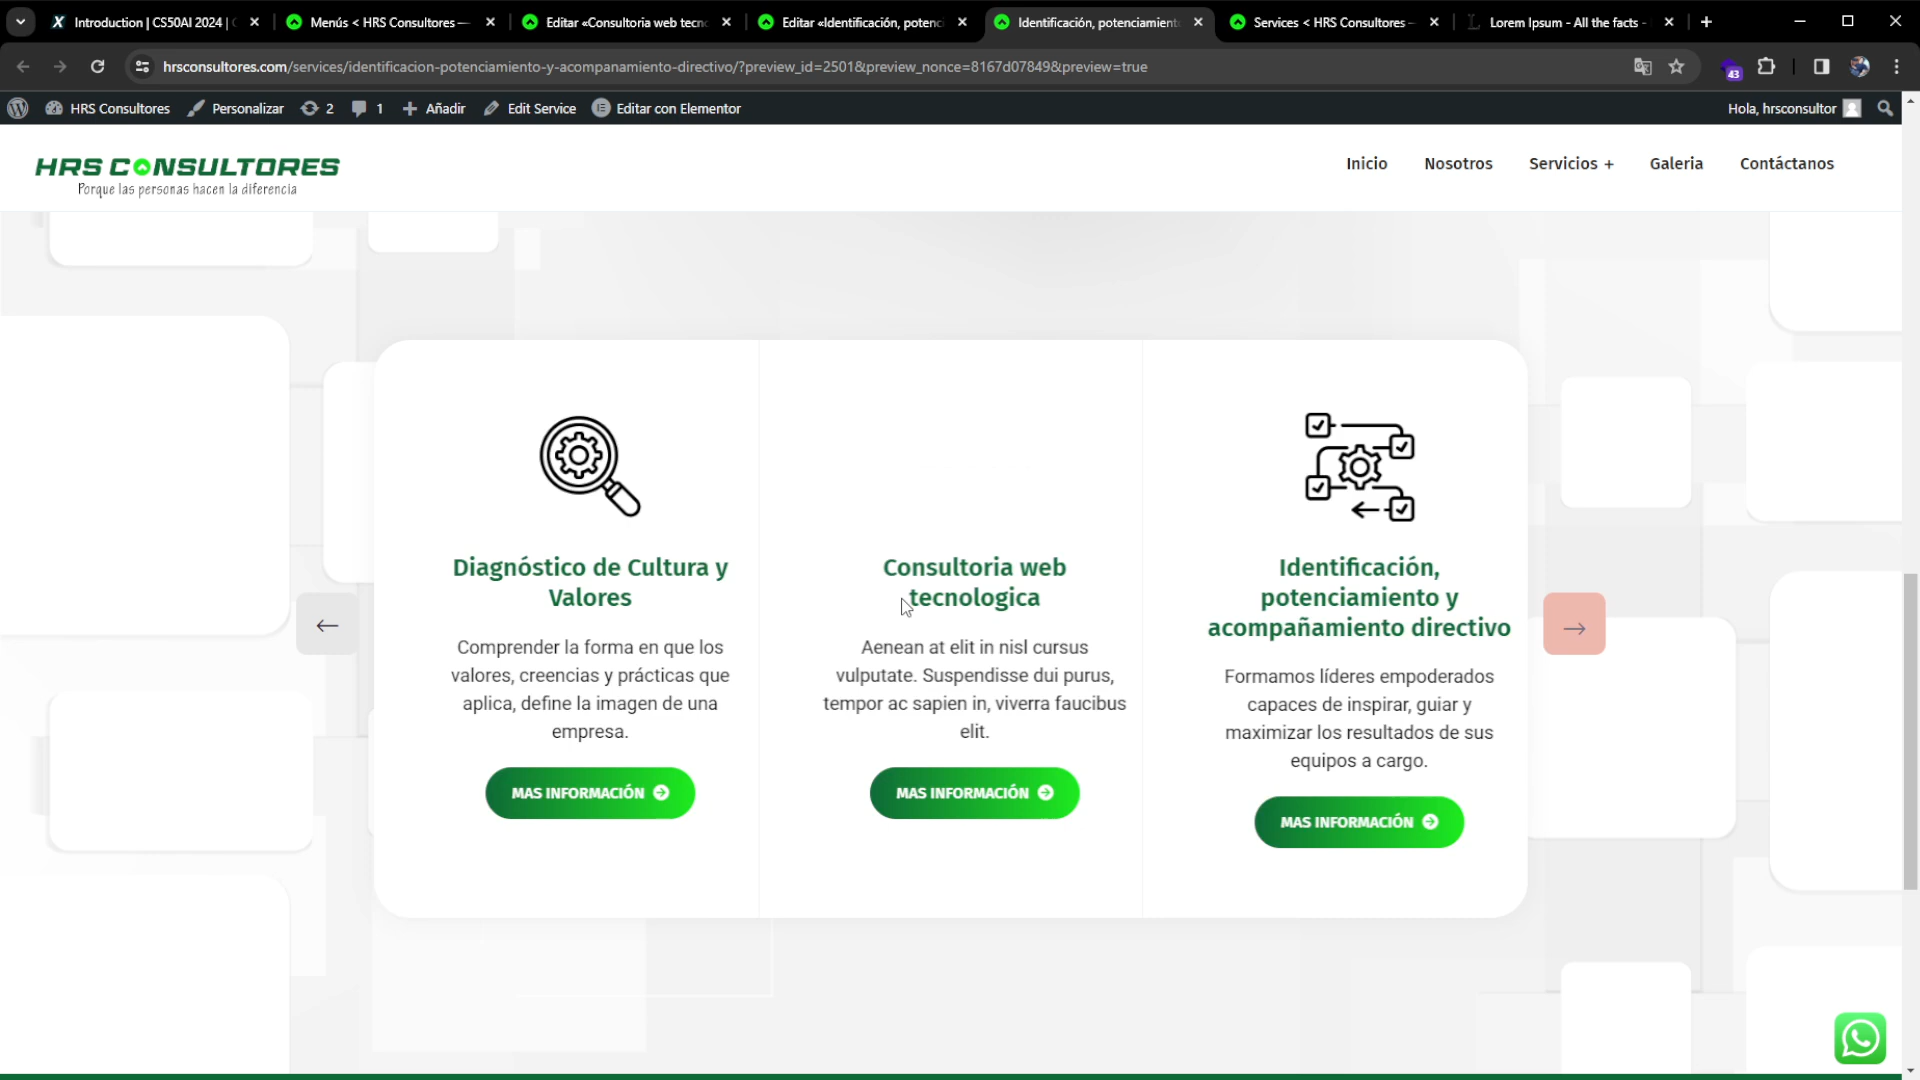 Introduction | CS50AI 2024 |
Menús < HRS Consultores —
Editar «Consultoria web tecn
Editar «Identificación, potenc
Identificación, potenciamient
Services < HRS Consultores –
Lorem Ipsum - All the facts -
hrsconsultores.com/services/identificacion-potenciamiento-y-acompanamiento-directivo/?preview_id=2501&preview_nonce=8167d07849&preview=true
43
HRS Consultores
Personalizar
2
1
Añadir
Edit Service
Editar con Elementor
Hola, hrsconsultor
HRS CONSULTORES
Porque las personas hacen la diferencia
Inicio
Nosotros
Servicios +
Galeria
Contáctanos
Diagnóstico de Cultura y
Valores
Comprender la forma en que los
valores, creencias y prácticas que
aplica, define la imagen de una
empresa.
MAS INFORMACIÓN
Consultoria web
tecnologica
Aenean at elit in nisl cursus
vulputate. Suspendisse dui purus,
tempor ac sapien in, viverra faucibus
elit.
MAS INFORMACIÓN
Identificación,
potenciamiento y
acompañamiento directivo
Formamos líderes empoderados
capaces de inspirar, guiar y
maximizar los resultados de sus
equipos a cargo.
MAS INFORMACIÓN